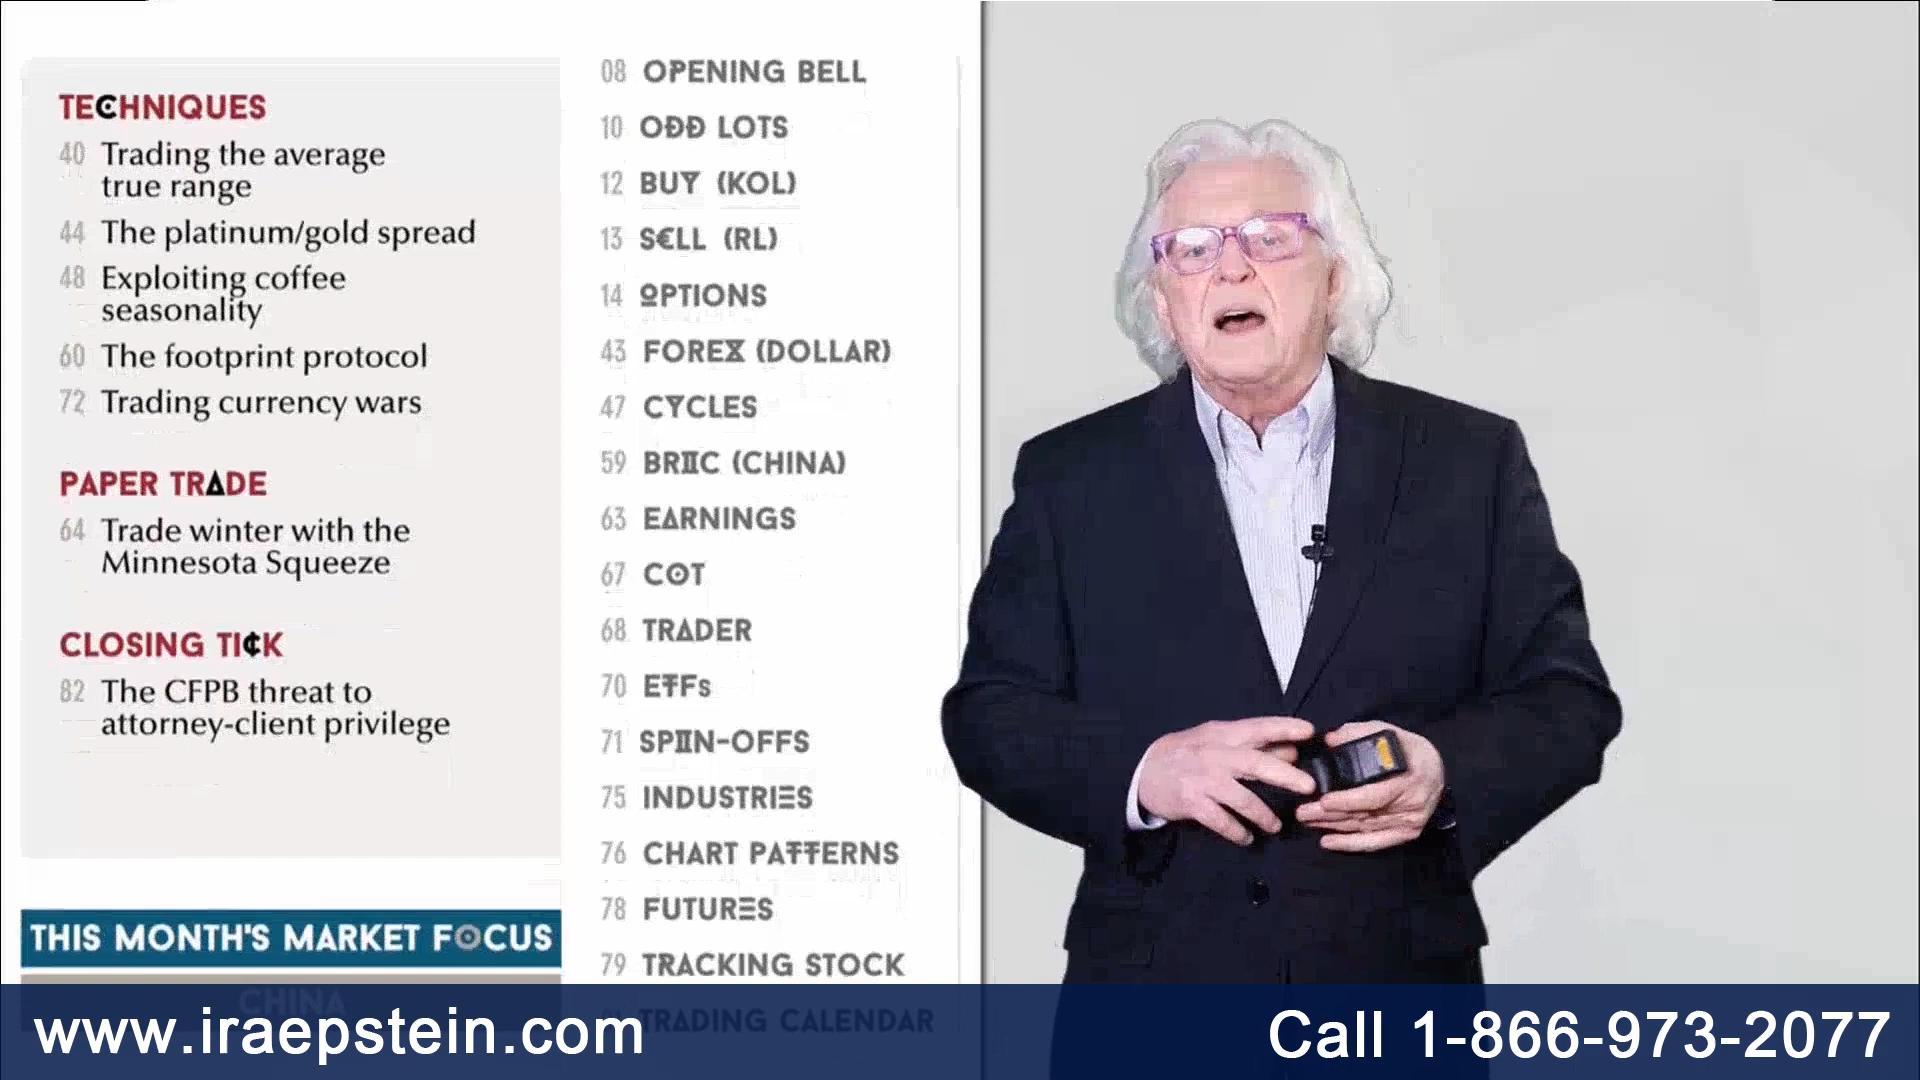 TECHNIQUES
40 Trading the average
true range
44 The platinum/gold spread
48 Exploiting coffee
seasonality
60 The footprint protocol
72 Trading currency wars
PAPER TRADE
64 Trade winter with the
Minnesota Squeeze
CLOSING TICK
82 The CFPB threat to
attorney-client privilege
THIS MONTH'S MARKET FOCUS
CHINA
08 OPENING BELL
10 ODD LOTS
12 BUY (KOL)
13 SELL (RL)
14 OPTIONS
43 FOREX (DOLLAR)
47 CYCLES
59 BRIIC (CHINA)
63 EARNINGS
67 COT
68 TRADER
70 ETFs
71 SPIIN-OFFS
75 INDUSTRIES
76 CHART PATTERNS
78 FUTURES
79 TRACKING STOCK
TRADING CALENDAR
www.iraepstein.com
Call 1-866-973-2077